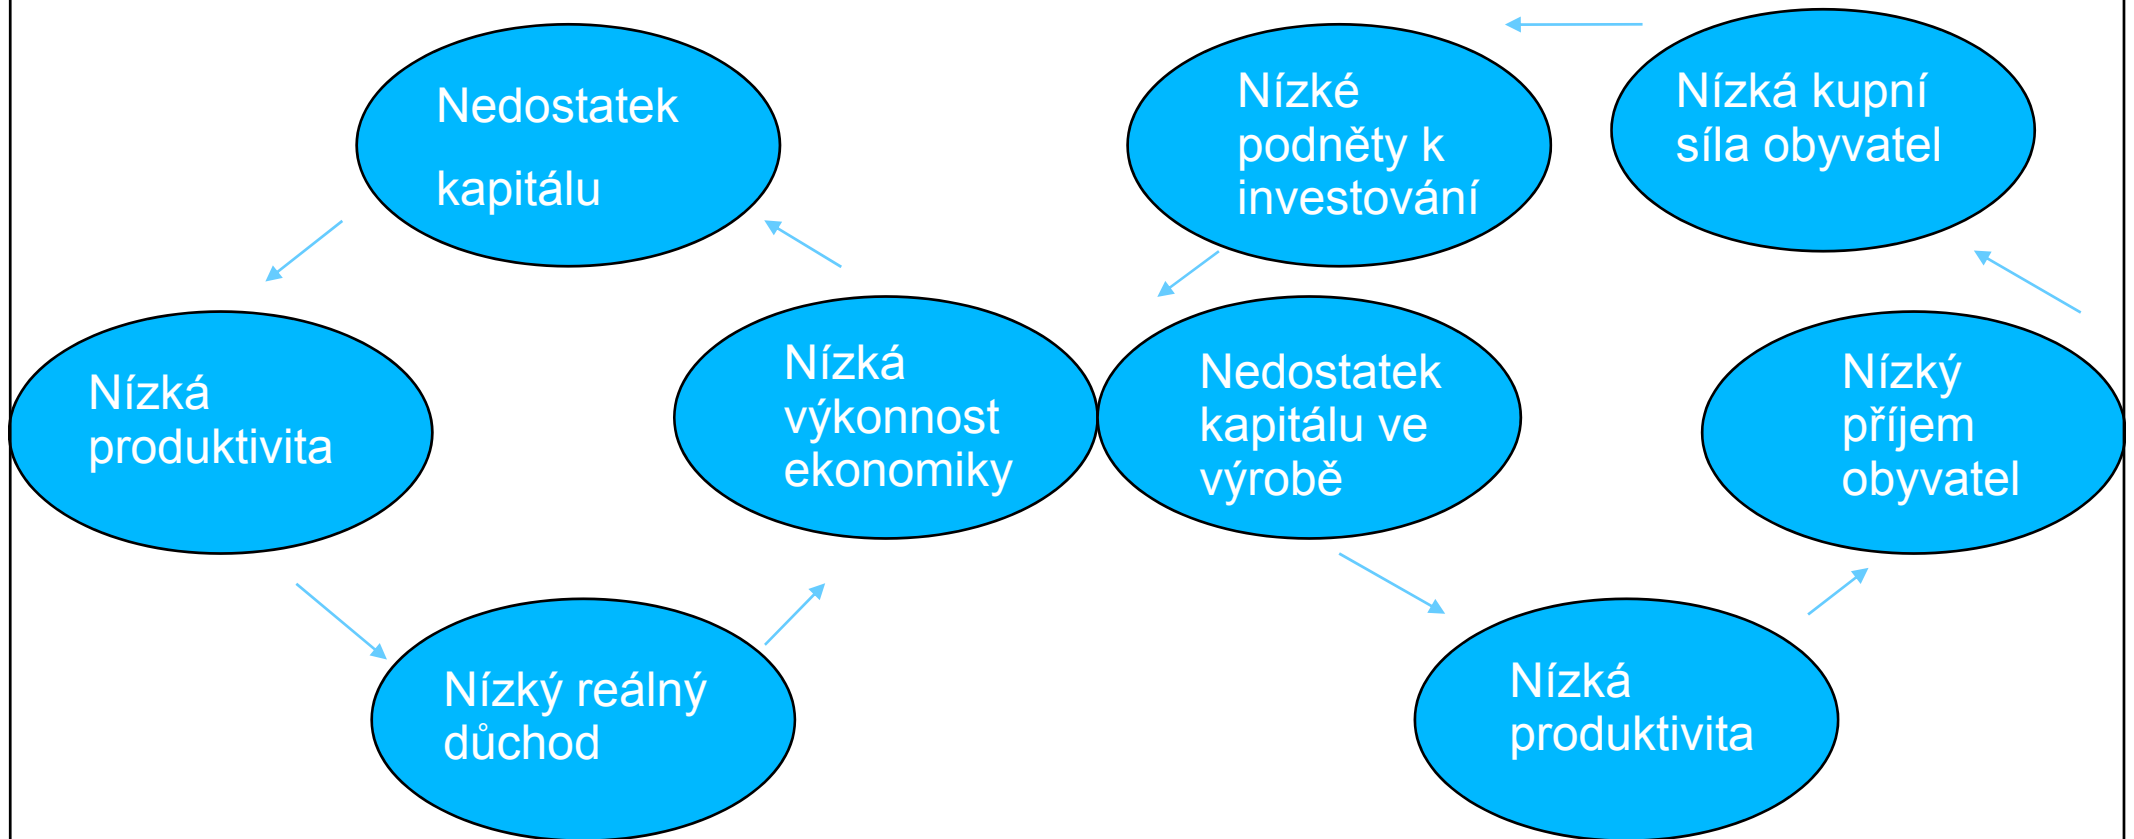 Nedostatek
kapitálu
Nízké
podněty k
investování
Nízká kupní
síla obyvatel
Nízká
produktivita
Nízká
výkonnost
ekonomiky
Nedostatek
kapitálu ve
výrobě
Nízký
příjem
obyvatel
Nízký reálný
důchod
Nízká
produktivita